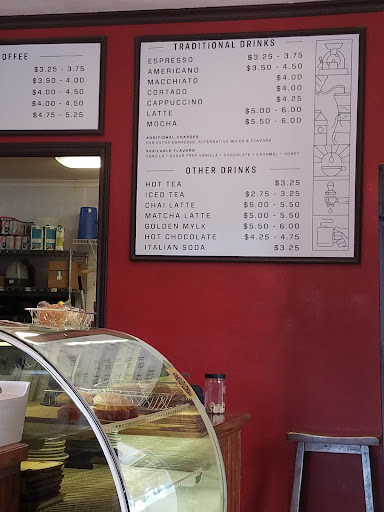 OFFEE
$3.25 - 3.75
$3.50 - 4.00
$4.00 - 4.50
$4.00 - 4.50
$4.75 - 5.25
TRADITIONAL DRINKS
ESPRESSO $3.25 - 3.75
AMERICANO $3.50 - 4.50
MACCHIATO $4.00
CORTADO $4.00
CAPPUCCINO $4.25
LATTE $5.00 - 6.00
MOCHA $5.50 - 6.00
ADDITIONAL CHARGES
FOR EXTRA ESPRESSO, ALTERNATIVE MILKS & FLAVORS
AVAILABLE FLAVORS
VANILLA • SUGAR FREE VANILLA • CHOCOLATE • CARAMEL • HONEY
OTHER DRINKS
HOT TEA $3.25
ICED TEA $2.75 - 3.25
CHAI LATTE $5.00 - 5.50
MATCHA LATTE $5.00 - 5.50
GOLDEN MYLK $5.50 - 6.00
HOT CHOCOLATE $4.25 - 4.75
ITALIAN SODA $3.25